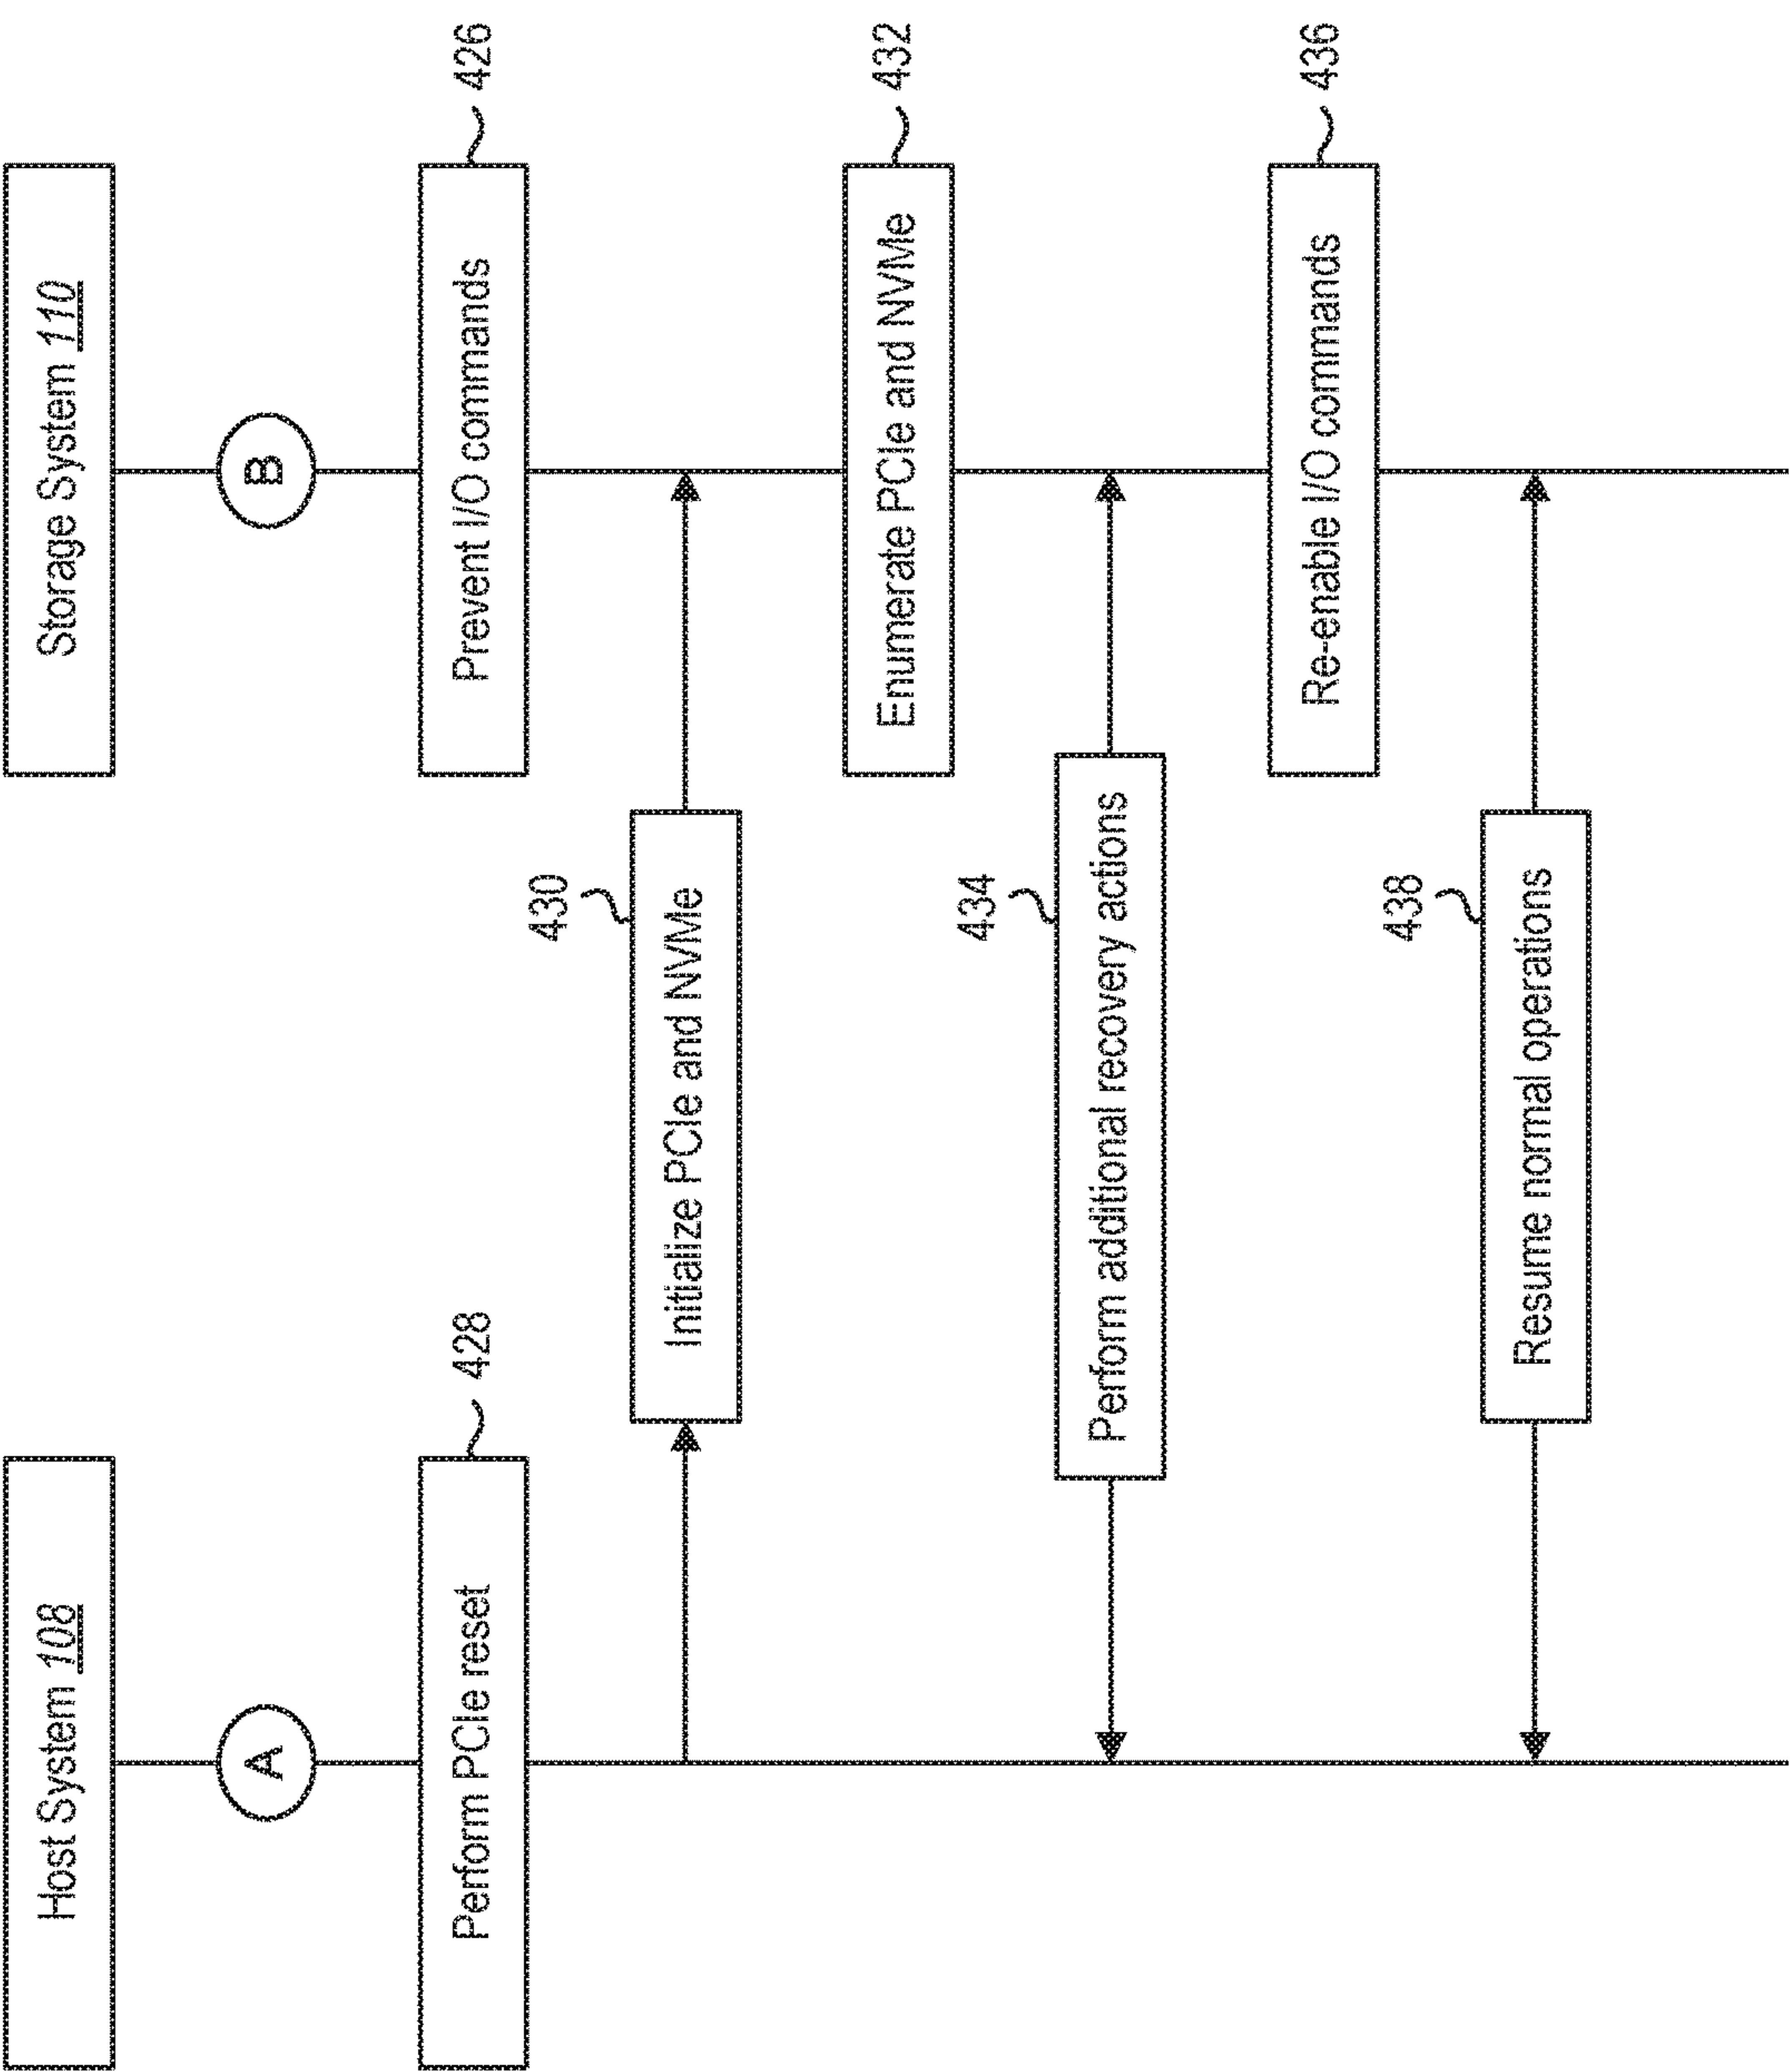 Host System 108
Storage System 110
A
B
Perform PCIe reset
428
Prevent I/O commands
426
430
Initialize PCIe and NVMe
Enumerate PCIe and NVMe
432
434
Perform additional recovery actions
Re-enable I/O commands
436
438
Resume normal operations